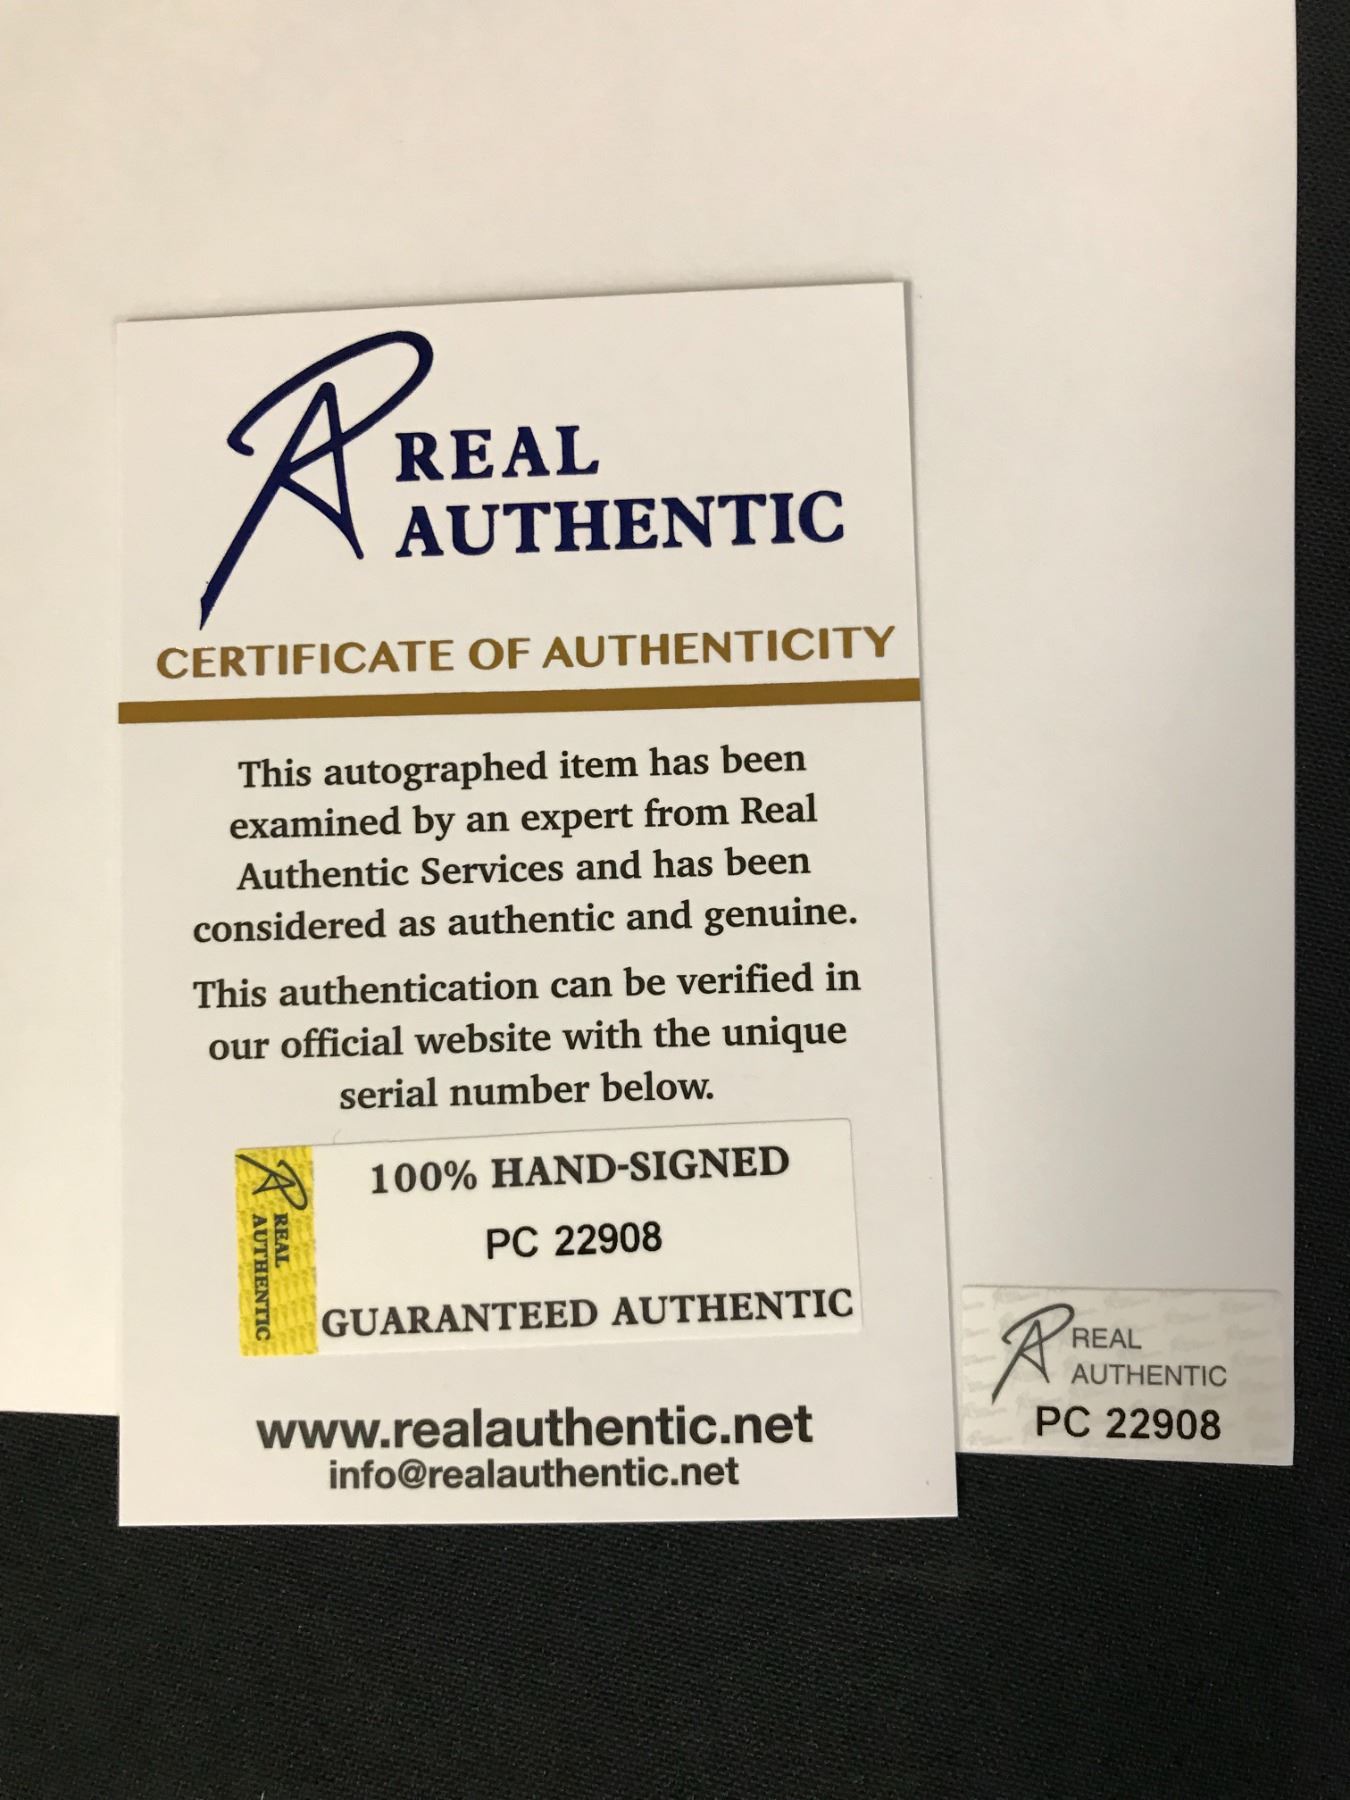 REAL
AUTHENTIC
CERTIFICATE OF AUTHENTICITY
This autographed item has been
examined by an expert from Real
Authentic Services and has been
considered as authentic and genuine.
This authentication can be verified in
our official website with the unique
serial number below.
REAL
AUTHENTIC
100% HAND-SIGNED
PC 22908
GUARANTEED AUTHENTIC
www.realauthentic.net
info@realauthentic.net
REAL
AUTHENTIC
PC 22908